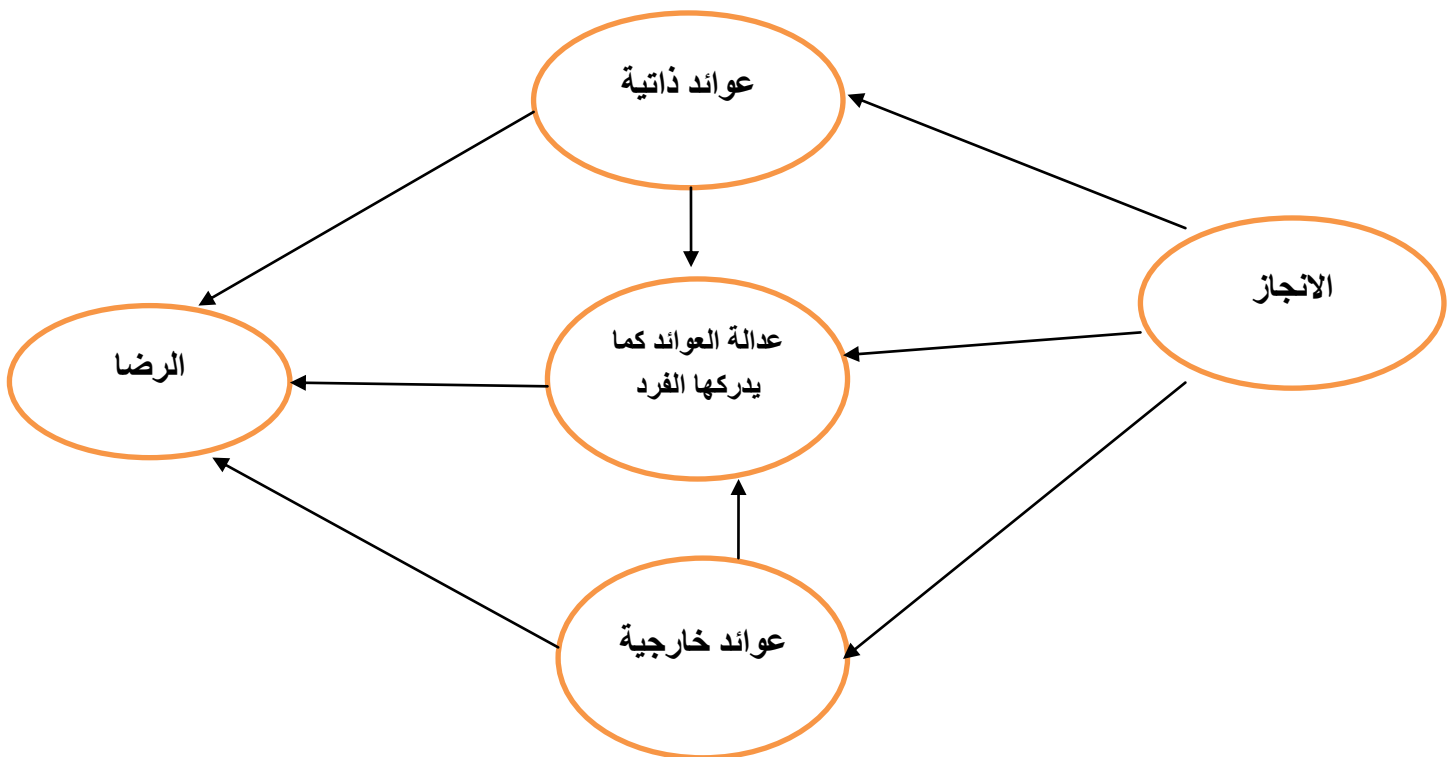 عوائد ذاتية
الانجاز
عدالة العوائد كما
يدركها الفرد
الرضا
عوائد خارجية